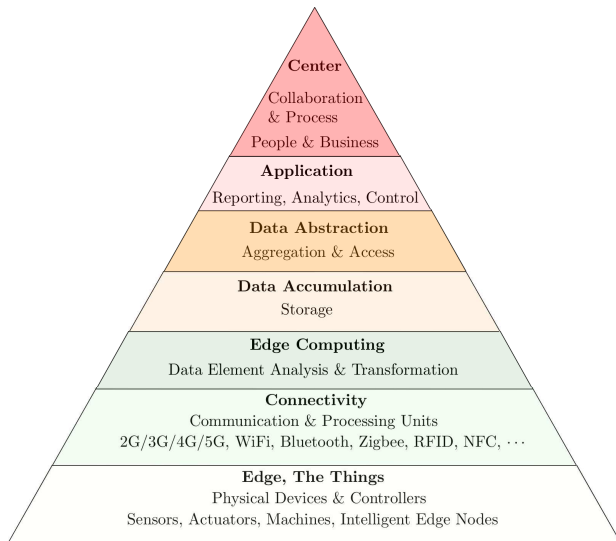 Center
Collaboration
& Process
People & Business
Application
Reporting, Analytics, Control
Data Abstraction
Aggregation & Access
Data Accumulation
Storage
Edge Computing
Data Element Analysis & Transformation
Connectivity
Communication & Processing Units
2G/3G/4G/5G, WiFi, Bluetooth, Zigbee, RFID, NFC, ···
Edge, The Things
Physical Devices & Controllers
Sensors, Actuators, Machines, Intelligent Edge Nodes